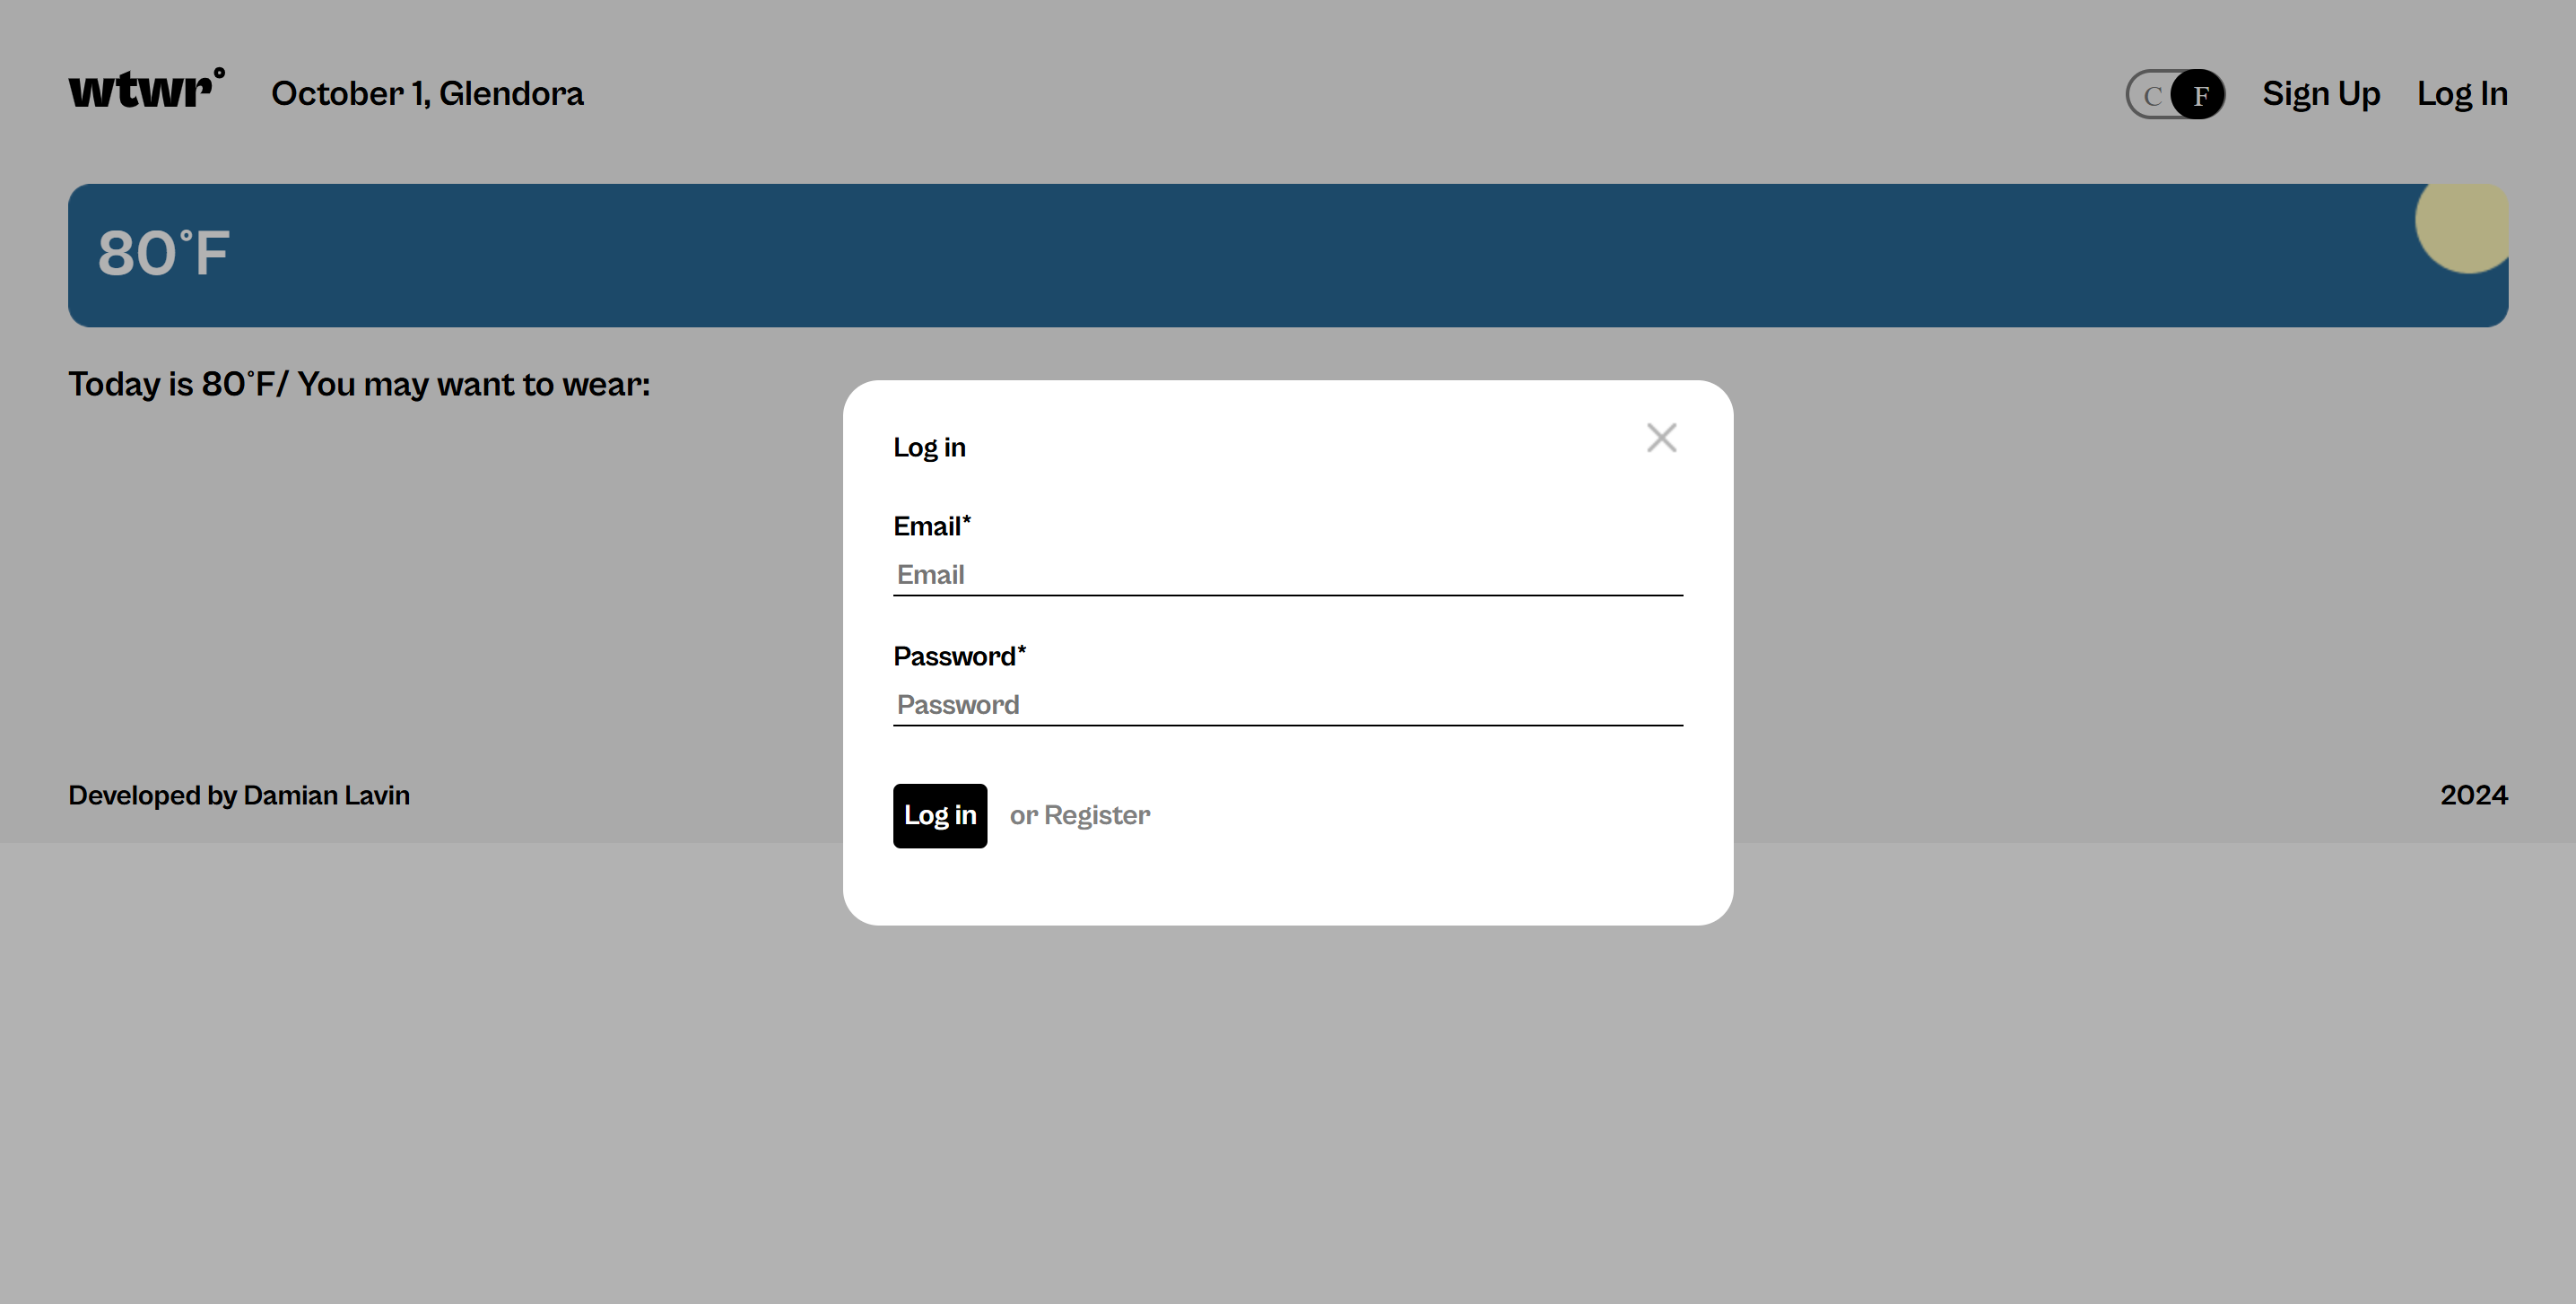 wtwr° October 1, Glendora C F Sign Up Log In
80°F
Today is 80°F/ You may want to wear:
Log in
Email*
Email
Password*
Password
Log in or Register
Developed by Damian Lavin 2024